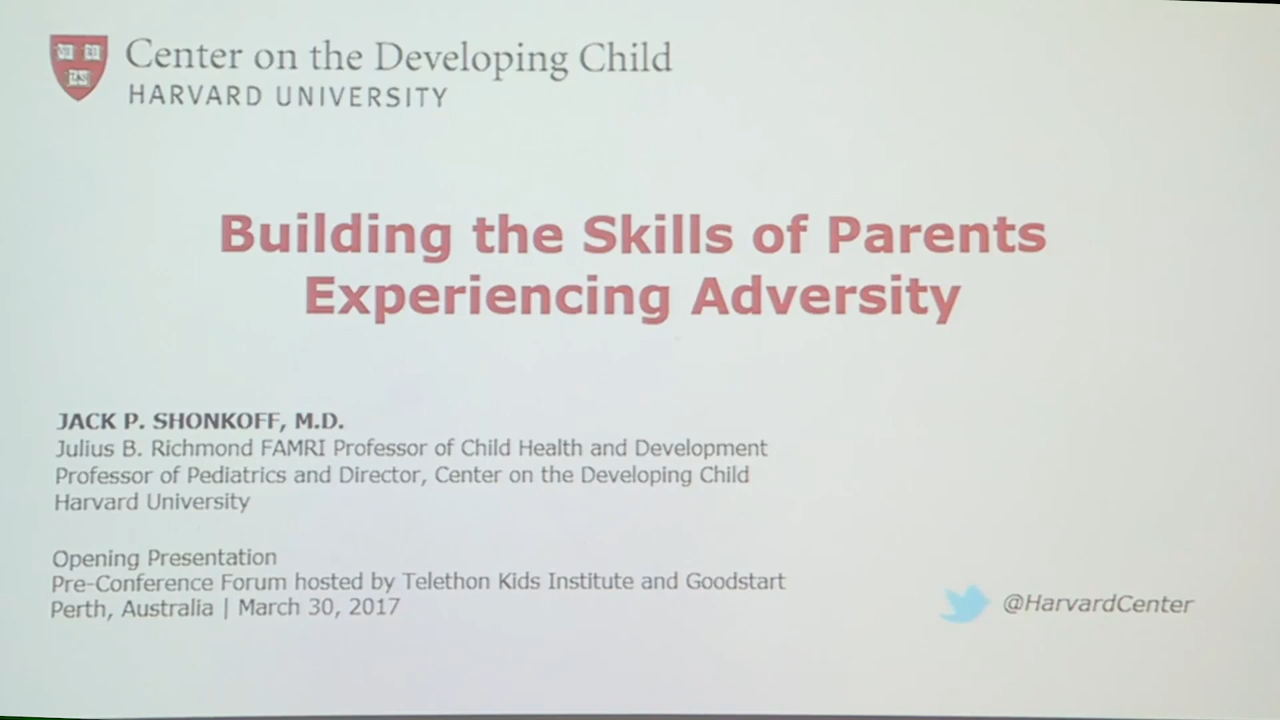 Center on the Developing Child
HARVARD UNIVERSITY
Building the Skills of Parents
Experiencing Adversity
JACK P. SHONKOFF, M.D.
Julius B. Richmond FAMRI Professor of Child Health and Development
Professor of Pediatrics and Director, Center on the Developing Child
Harvard University
Opening Presentation
Pre-Conference Forum hosted by Telethon Kids Institute and Goodstart
Perth, Australia | March 30, 2017
@HarvardCenter